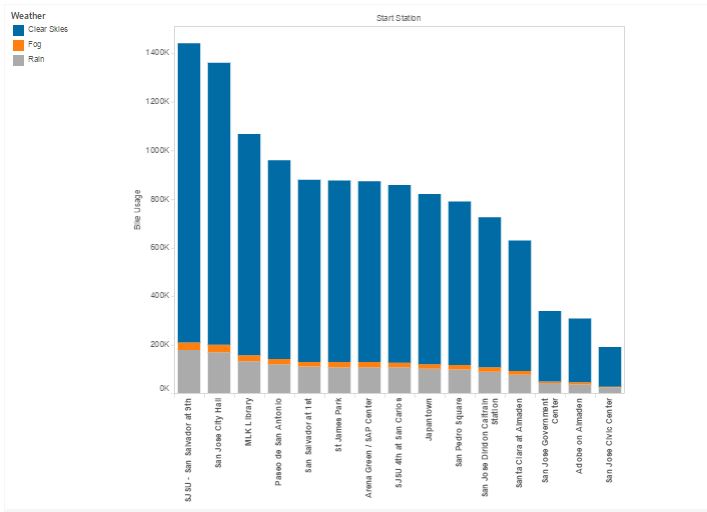 Weather
Clear Skies
Fog
Rain
Start Station
1400K
1200K
1000K
800K
600K
400K
200K
0K
Bike Usage
SJSU - San Salvador at 9th
San Jose City Hall
MLK Library
Paseo de San Antonio
San Salvador at 1st
St James Park
Arena Green / SAP Center
SJSU 4th at San Carlos
Japantown
San Pedro Square
San Jose Diridon Caltrain
Station
Santa Clara at Almaden
San Jose Government
Center
Adobe on Almaden
San Jose Civic Center